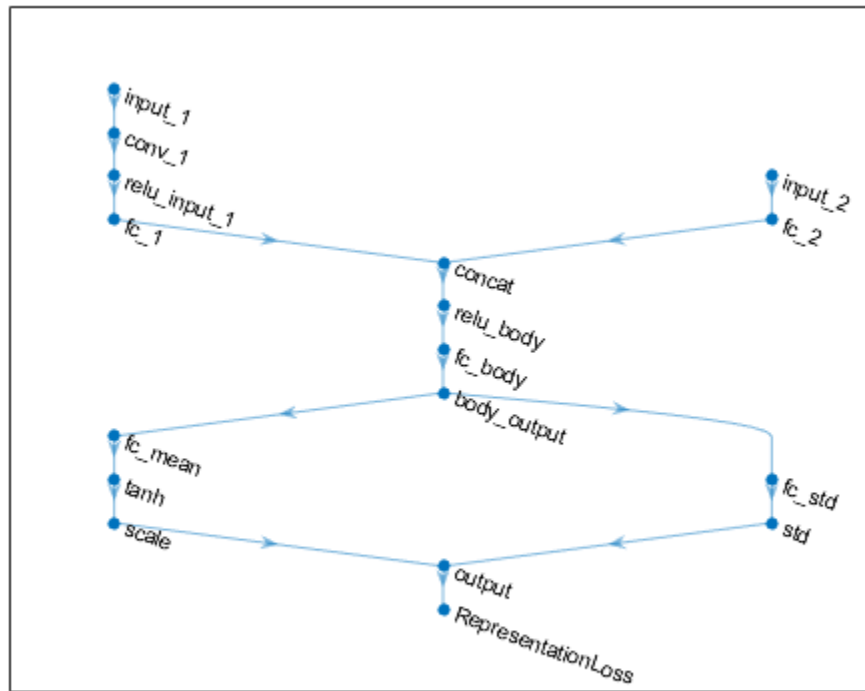 input_1
conv_1
relu_input_1
fc_1
input_2
fc_2
concat
relu_body
fc_body
body_output
fc_mean
tanh
scale
fc_std
std
output
RepresentationLoss